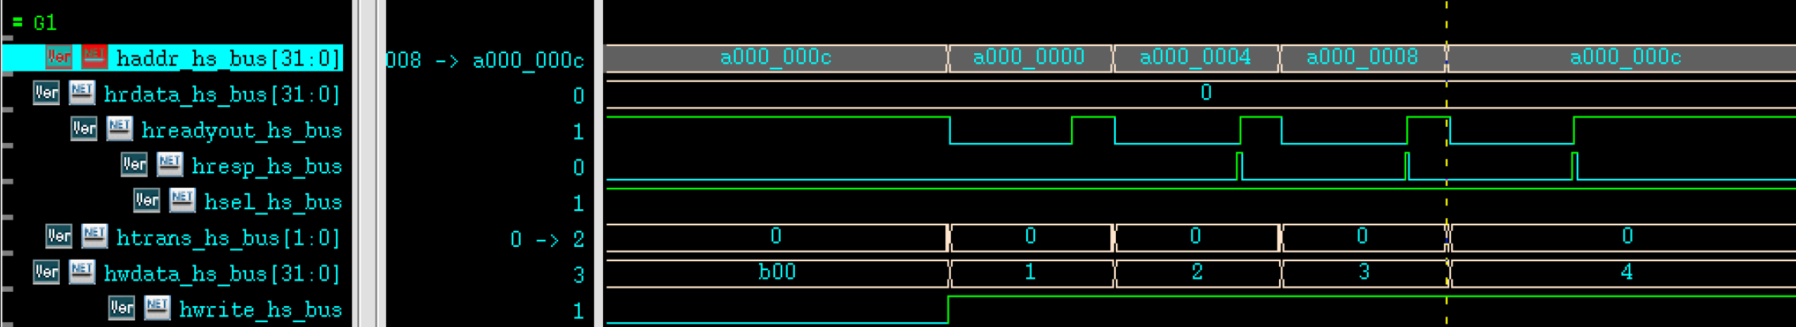 = G1
Ver NET haddr_hs_bus[31:0] 008 -> a000_000c a000_000c a000_0000 a000_0004 a000_0008 a000_000c
Ver NET hrdata_hs_bus[31:0] 0 0
Ver NET hreadyout_hs_bus 1
Ver NET hresp_hs_bus 0
Ver NET hsel_hs_bus 1
Ver NET htrans_hs_bus[1:0] 0 -> 2 0 0 0 0 0
Ver NET hwdata_hs_bus[31:0] 3 b00 1 2 3 4
Ver NET hwrite_hs_bus 1